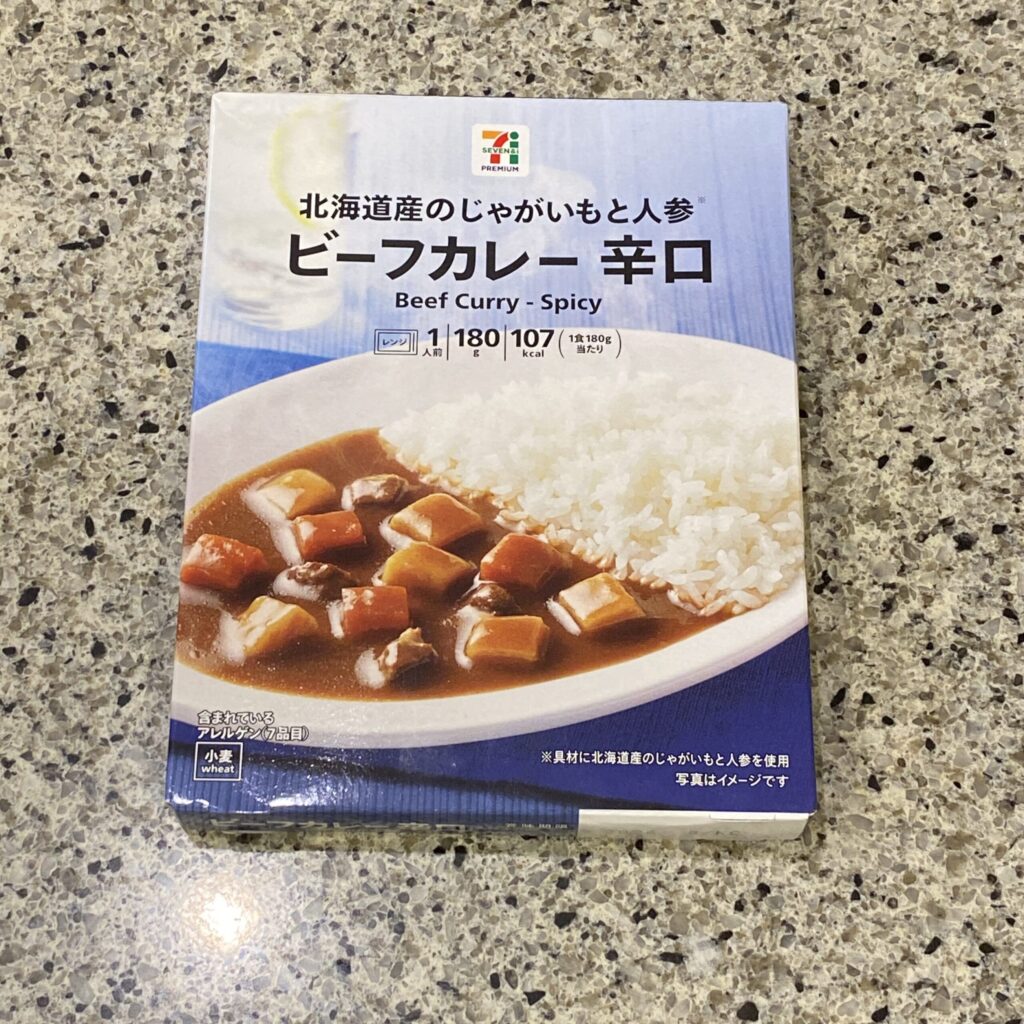 SEVEN&i
PREMIUM
北海道産のじゃがいもと人参※
ビーフカレー 辛口
Beef Curry - Spicy
レンジ 1人前 180g 107kcal (1食180g当たり)
含まれている
アレルゲン(7品目)
小麦
wheat
※具材に北海道産のじゃがいもと人参を使用
写真はイメージです